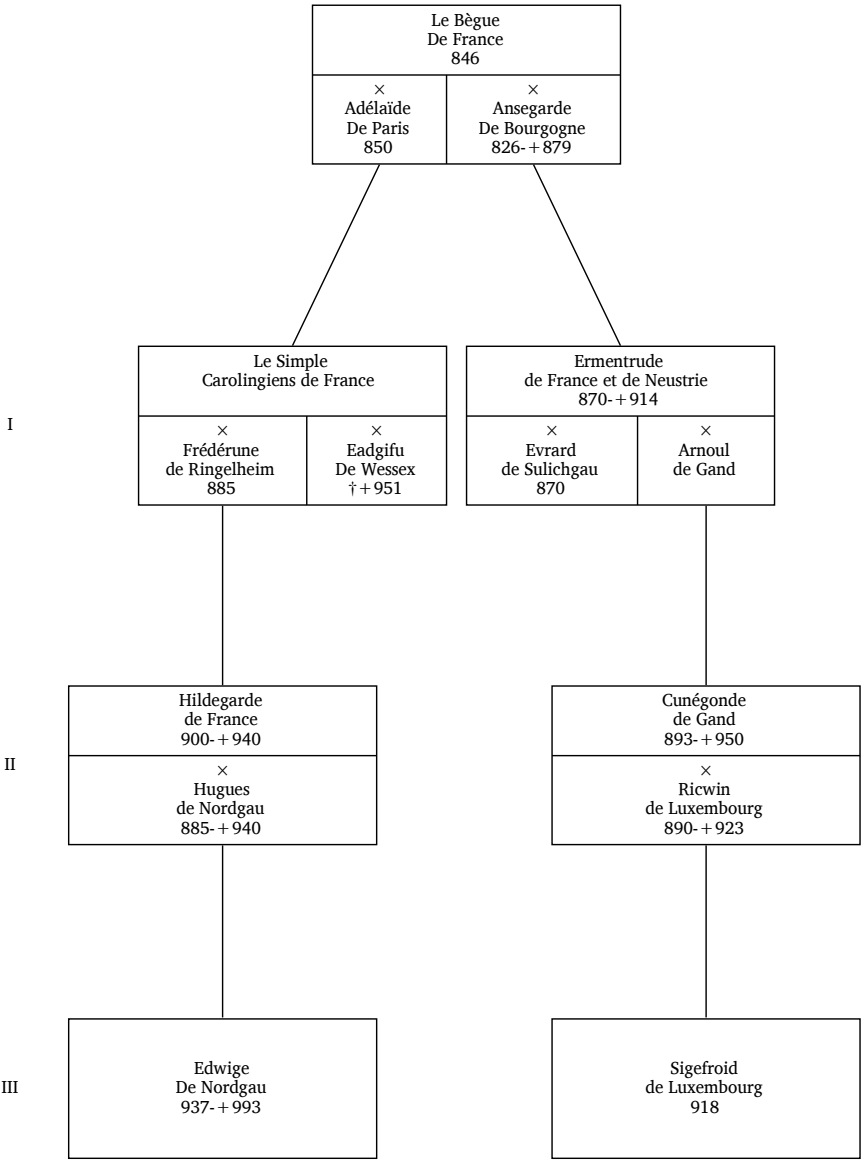 Le Bègue
De France
846
×
Adélaïde
De Paris
850
×
Ansegarde
De Bourgogne
826-+879
I
Le Simple
Carolingiens de France
×
Frédérune
de Ringelheim
885
×
Eadgifu
De Wessex
†+951
Ermentrude
de France et de Neustrie
870-+914
×
Evrard
de Sulichgau
870
×
Arnoul
de Gand
II
Hildegarde
de France
900-+940
×
Hugues
de Nordgau
885-+940
Cunégonde
de Gand
893-+950
×
Ricwin
de Luxembourg
890-+923
III
Edwige
De Nordgau
937-+993
Sigefroid
de Luxembourg
918